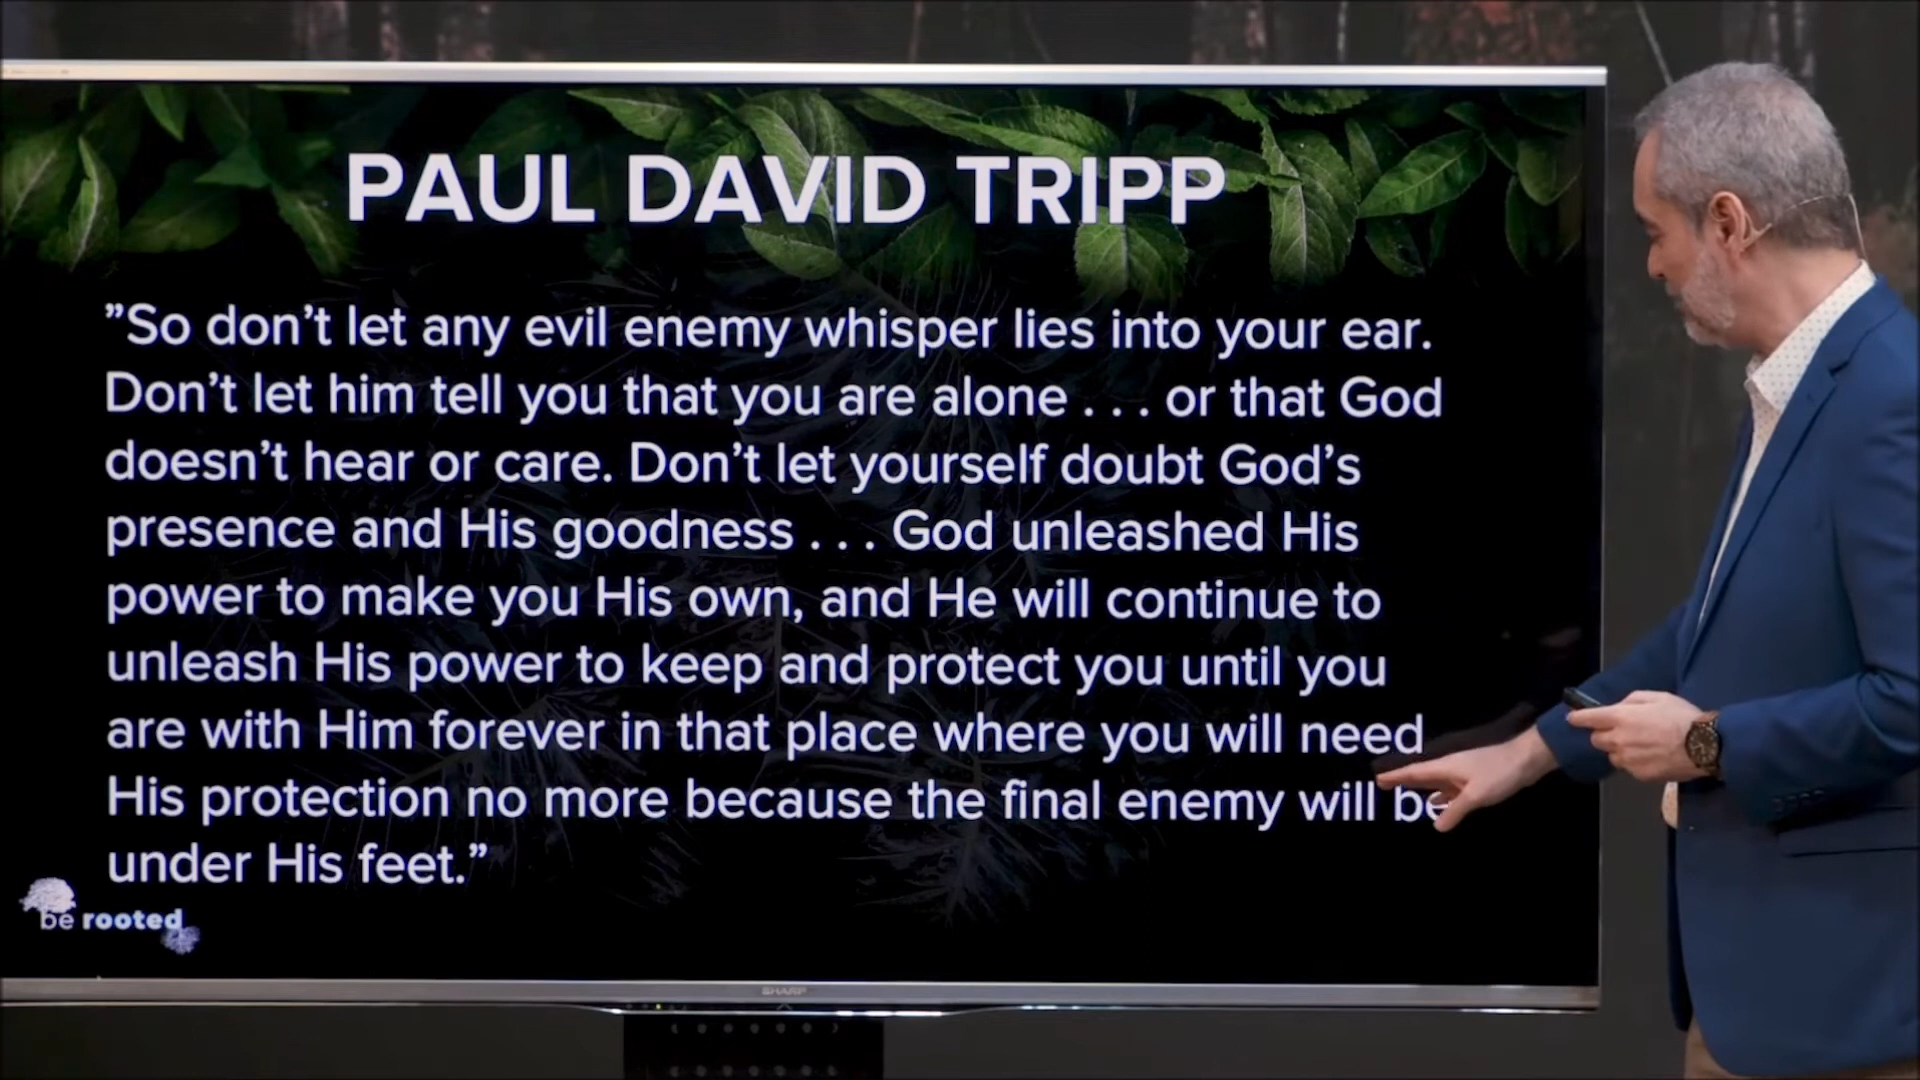 PAUL DAVID TRIPP
”So don’t let any evil enemy whisper lies into your ear.
Don’t let him tell you that you are alone . . . or that God
doesn’t hear or care. Don’t let yourself doubt God’s
presence and His goodness . . . God unleashed His
power to make you His own, and He will continue to
unleash His power to keep and protect you until you
are with Him forever in that place where you will need
His protection no more because the final enemy will be
under His feet.”
be rooted
SHARP